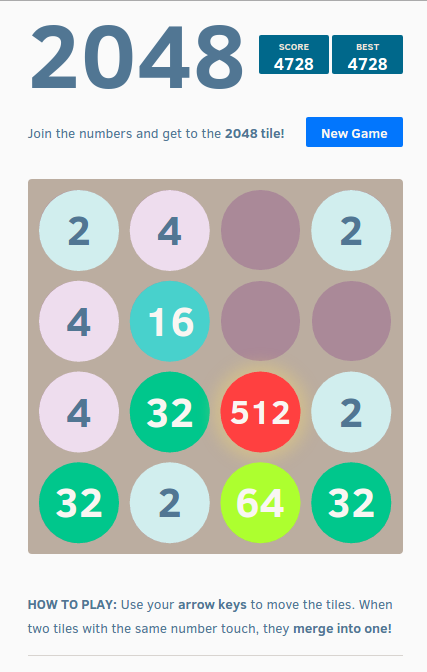 2048
SCORE BEST
4728 4728
Join the numbers and get to the 2048 tile! New Game
2 4 2
4 16
4 32 512 2
32 2 64 32
HOW TO PLAY: Use your arrow keys to move the tiles. When
two tiles with the same number touch, they merge into one!